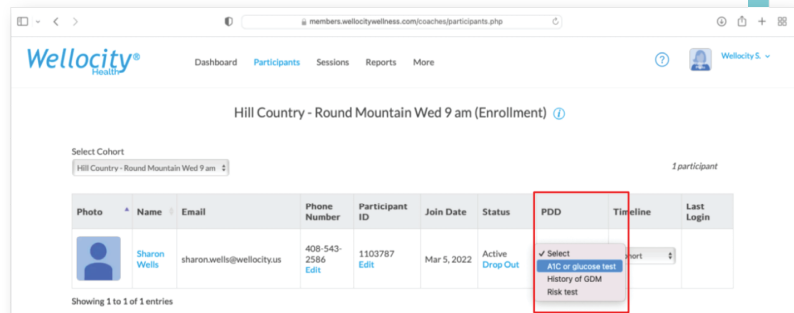 members.wellocitywellness.com/coaches/participants.php
Wellocity®
Health
Dashboard Participants Sessions Reports More
? Wellocity S.
Hill Country - Round Mountain Wed 9 am (Enrollment) i
Select Cohort
Hill Country - Round Mountain Wed 9 am
1 participant
Photo Name Email Phone Number Participant ID Join Date Status PDD Timeline Last Login
Sharon Wells sharon.wells@wellocity.us 408-543-2586 Edit 1103787 Edit Mar 5, 2022 Active Drop Out ✓ Select
A1C or glucose test
History of GDM
Risk test
Showing 1 to 1 of 1 entries